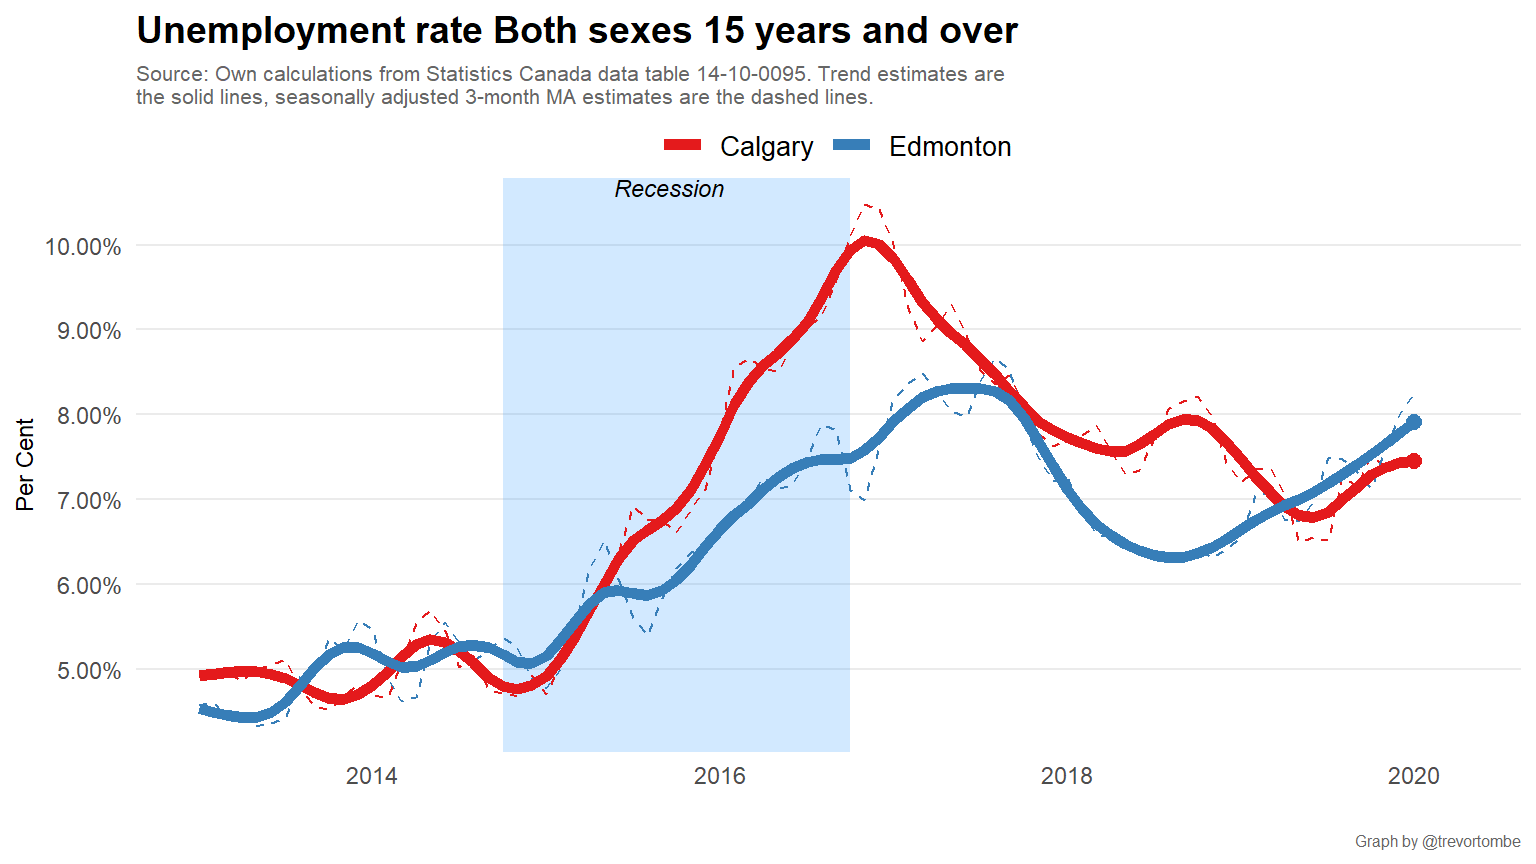 Unemployment rate Both sexes 15 years and over
Source: Own calculations from Statistics Canada data table 14-10-0095. Trend estimates are
the solid lines, seasonally adjusted 3-month MA estimates are the dashed lines.
Calgary Edmonton
Recession
10.00%
9.00%
8.00%
7.00%
6.00%
5.00%
Per Cent
2014 2016 2018 2020
Graph by @trevortombe